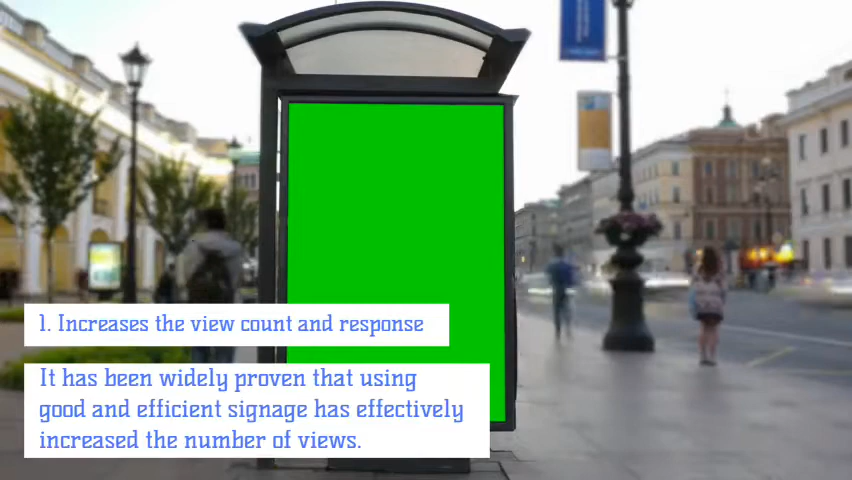 1. Increases the view count and response
It has been widely proven that using
good and efficient signage has effectively
increased the number of views.